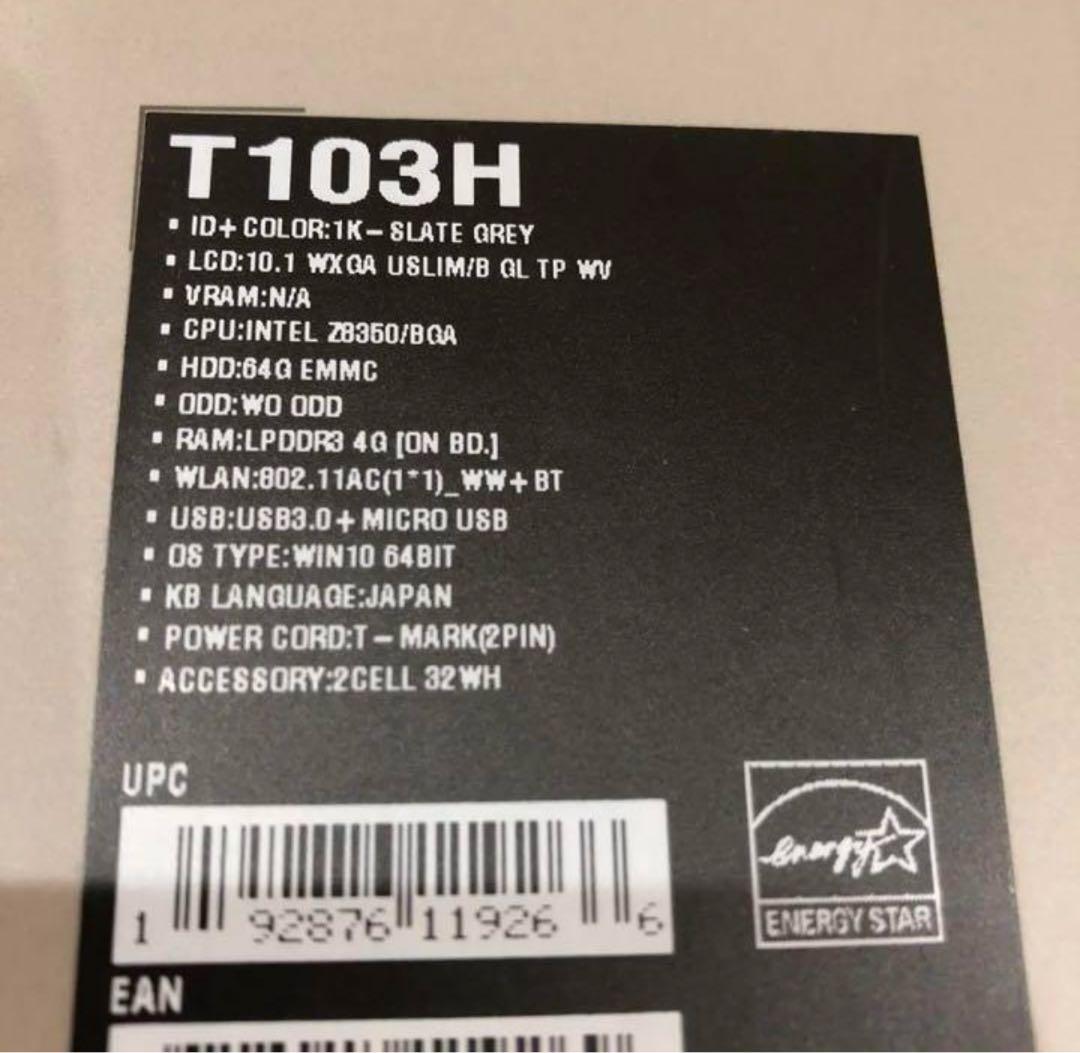 T103H
▪ ID+COLOR:1K-SLATE GREY
▪ LCD:10.1 WXGA USLIM/B GL TP WV
▪ VRAM:N/A
▪ CPU:INTEL Z8350/BGA
▪ HDD:64G EMMC
▪ ODD:WO ODD
▪ RAM:LPDDR3 4G [ON BD.]
▪ WLAN:802.11AC(1*1)_WW+BT
▪ USB:USB3.0+MICRO USB
▪ OS TYPE:WIN10 64BIT
▪ KB LANGUAGE:JAPAN
▪ POWER CORD:T-MARK(2PIN)
▪ ACCESSORY:2CELL 32WH
UPC
1 92876 11926 6
energy
ENERGY STAR
EAN